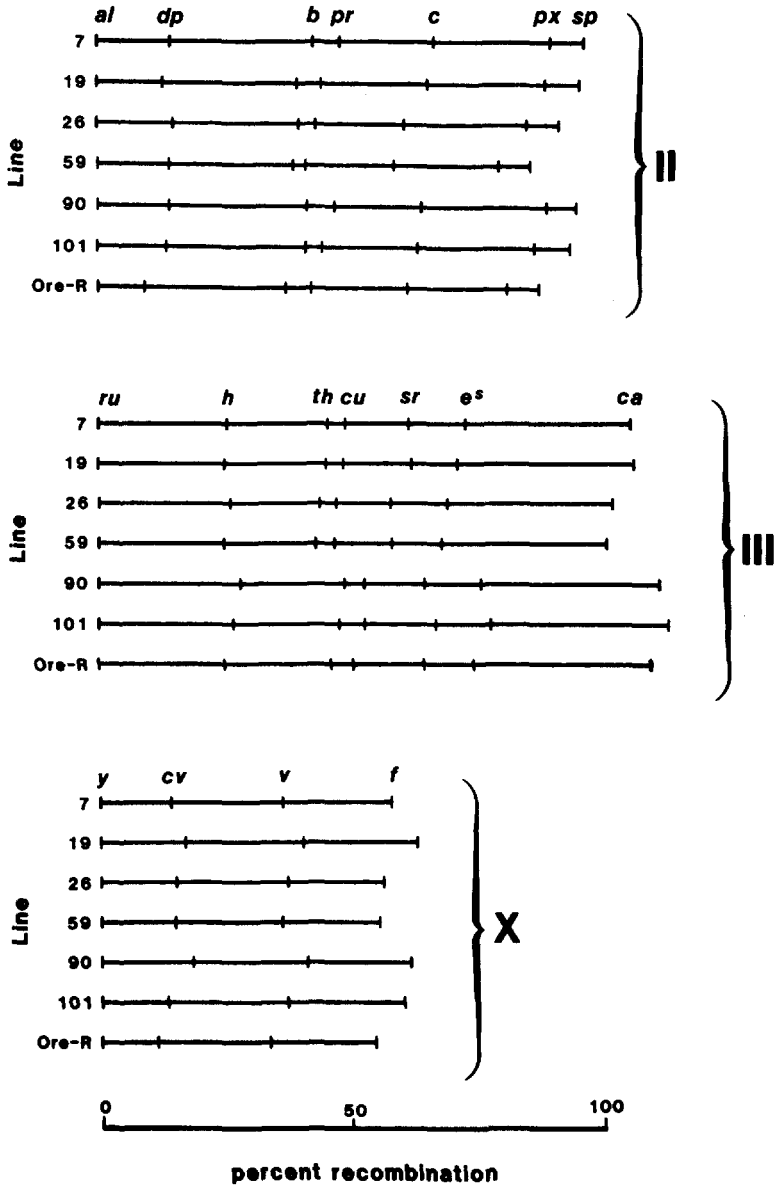 al dp b pr c px sp
7
19
26
59
90
101
Ore-R
Line
II
ru h th cu sr e^s ca
7
19
26
59
90
101
Ore-R
Line
III
y cv v f
7
19
26
59
90
101
Ore-R
Line
X
0 50 100
percent recombination